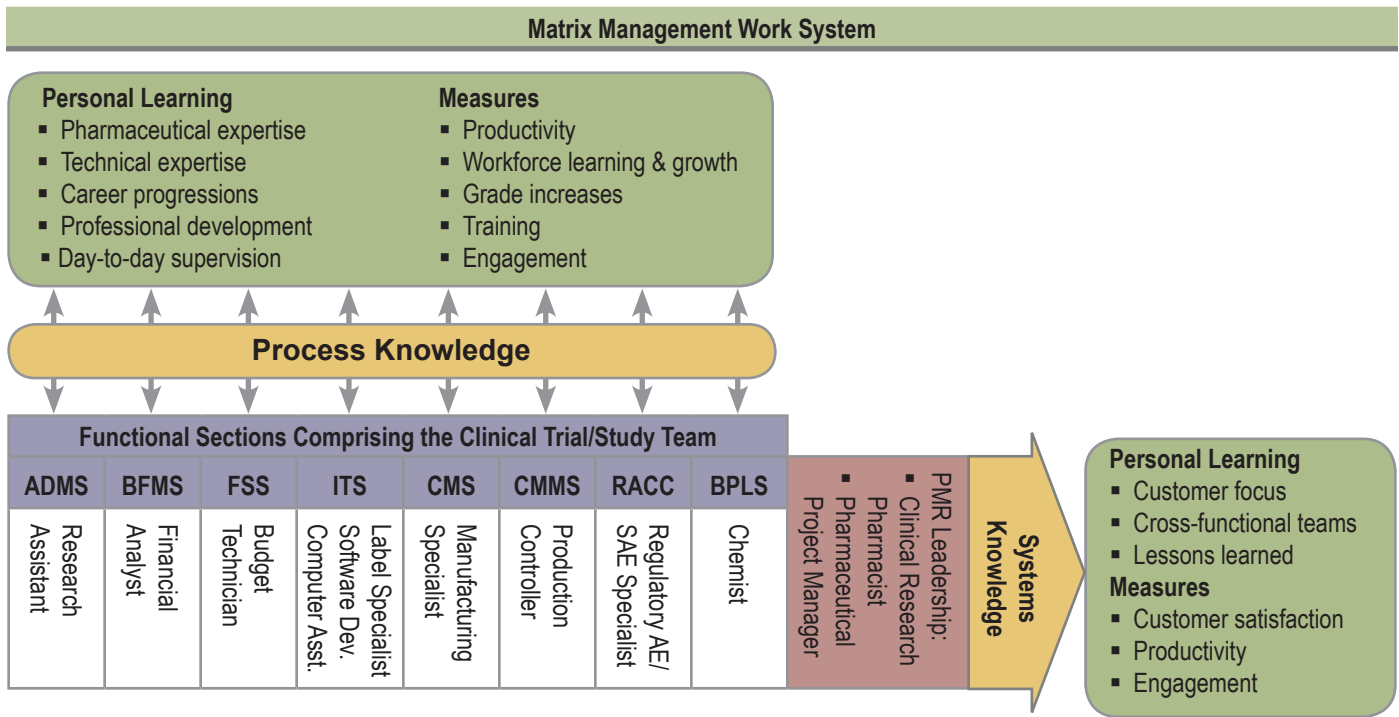 Matrix Management Work System
Personal Learning
▪ Pharmaceutical expertise
▪ Technical expertise
▪ Career progressions
▪ Professional development
▪ Day-to-day supervision
Measures
▪ Productivity
▪ Workforce learning & growth
▪ Grade increases
▪ Training
▪ Engagement
Process Knowledge
Functional Sections Comprising the Clinical Trial/Study Team
ADMS
BFMS
FSS
ITS
CMS
CMMS
RACC
BPLS
Research
Assistant
Financial
Analyst
Budget
Technician
Label Specialist
Software Dev.
Computer Asst.
Manufacturing
Specialist
Production
Controller
Regulatory AE/
SAE Specialist
Chemist
PMR Leadership:
▪ Clinical Research
Pharmacist
▪ Pharmaceutical
Project Manager
Systems
Knowledge
Personal Learning
▪ Customer focus
▪ Cross-functional teams
▪ Lessons learned
Measures
▪ Customer satisfaction
▪ Productivity
▪ Engagement